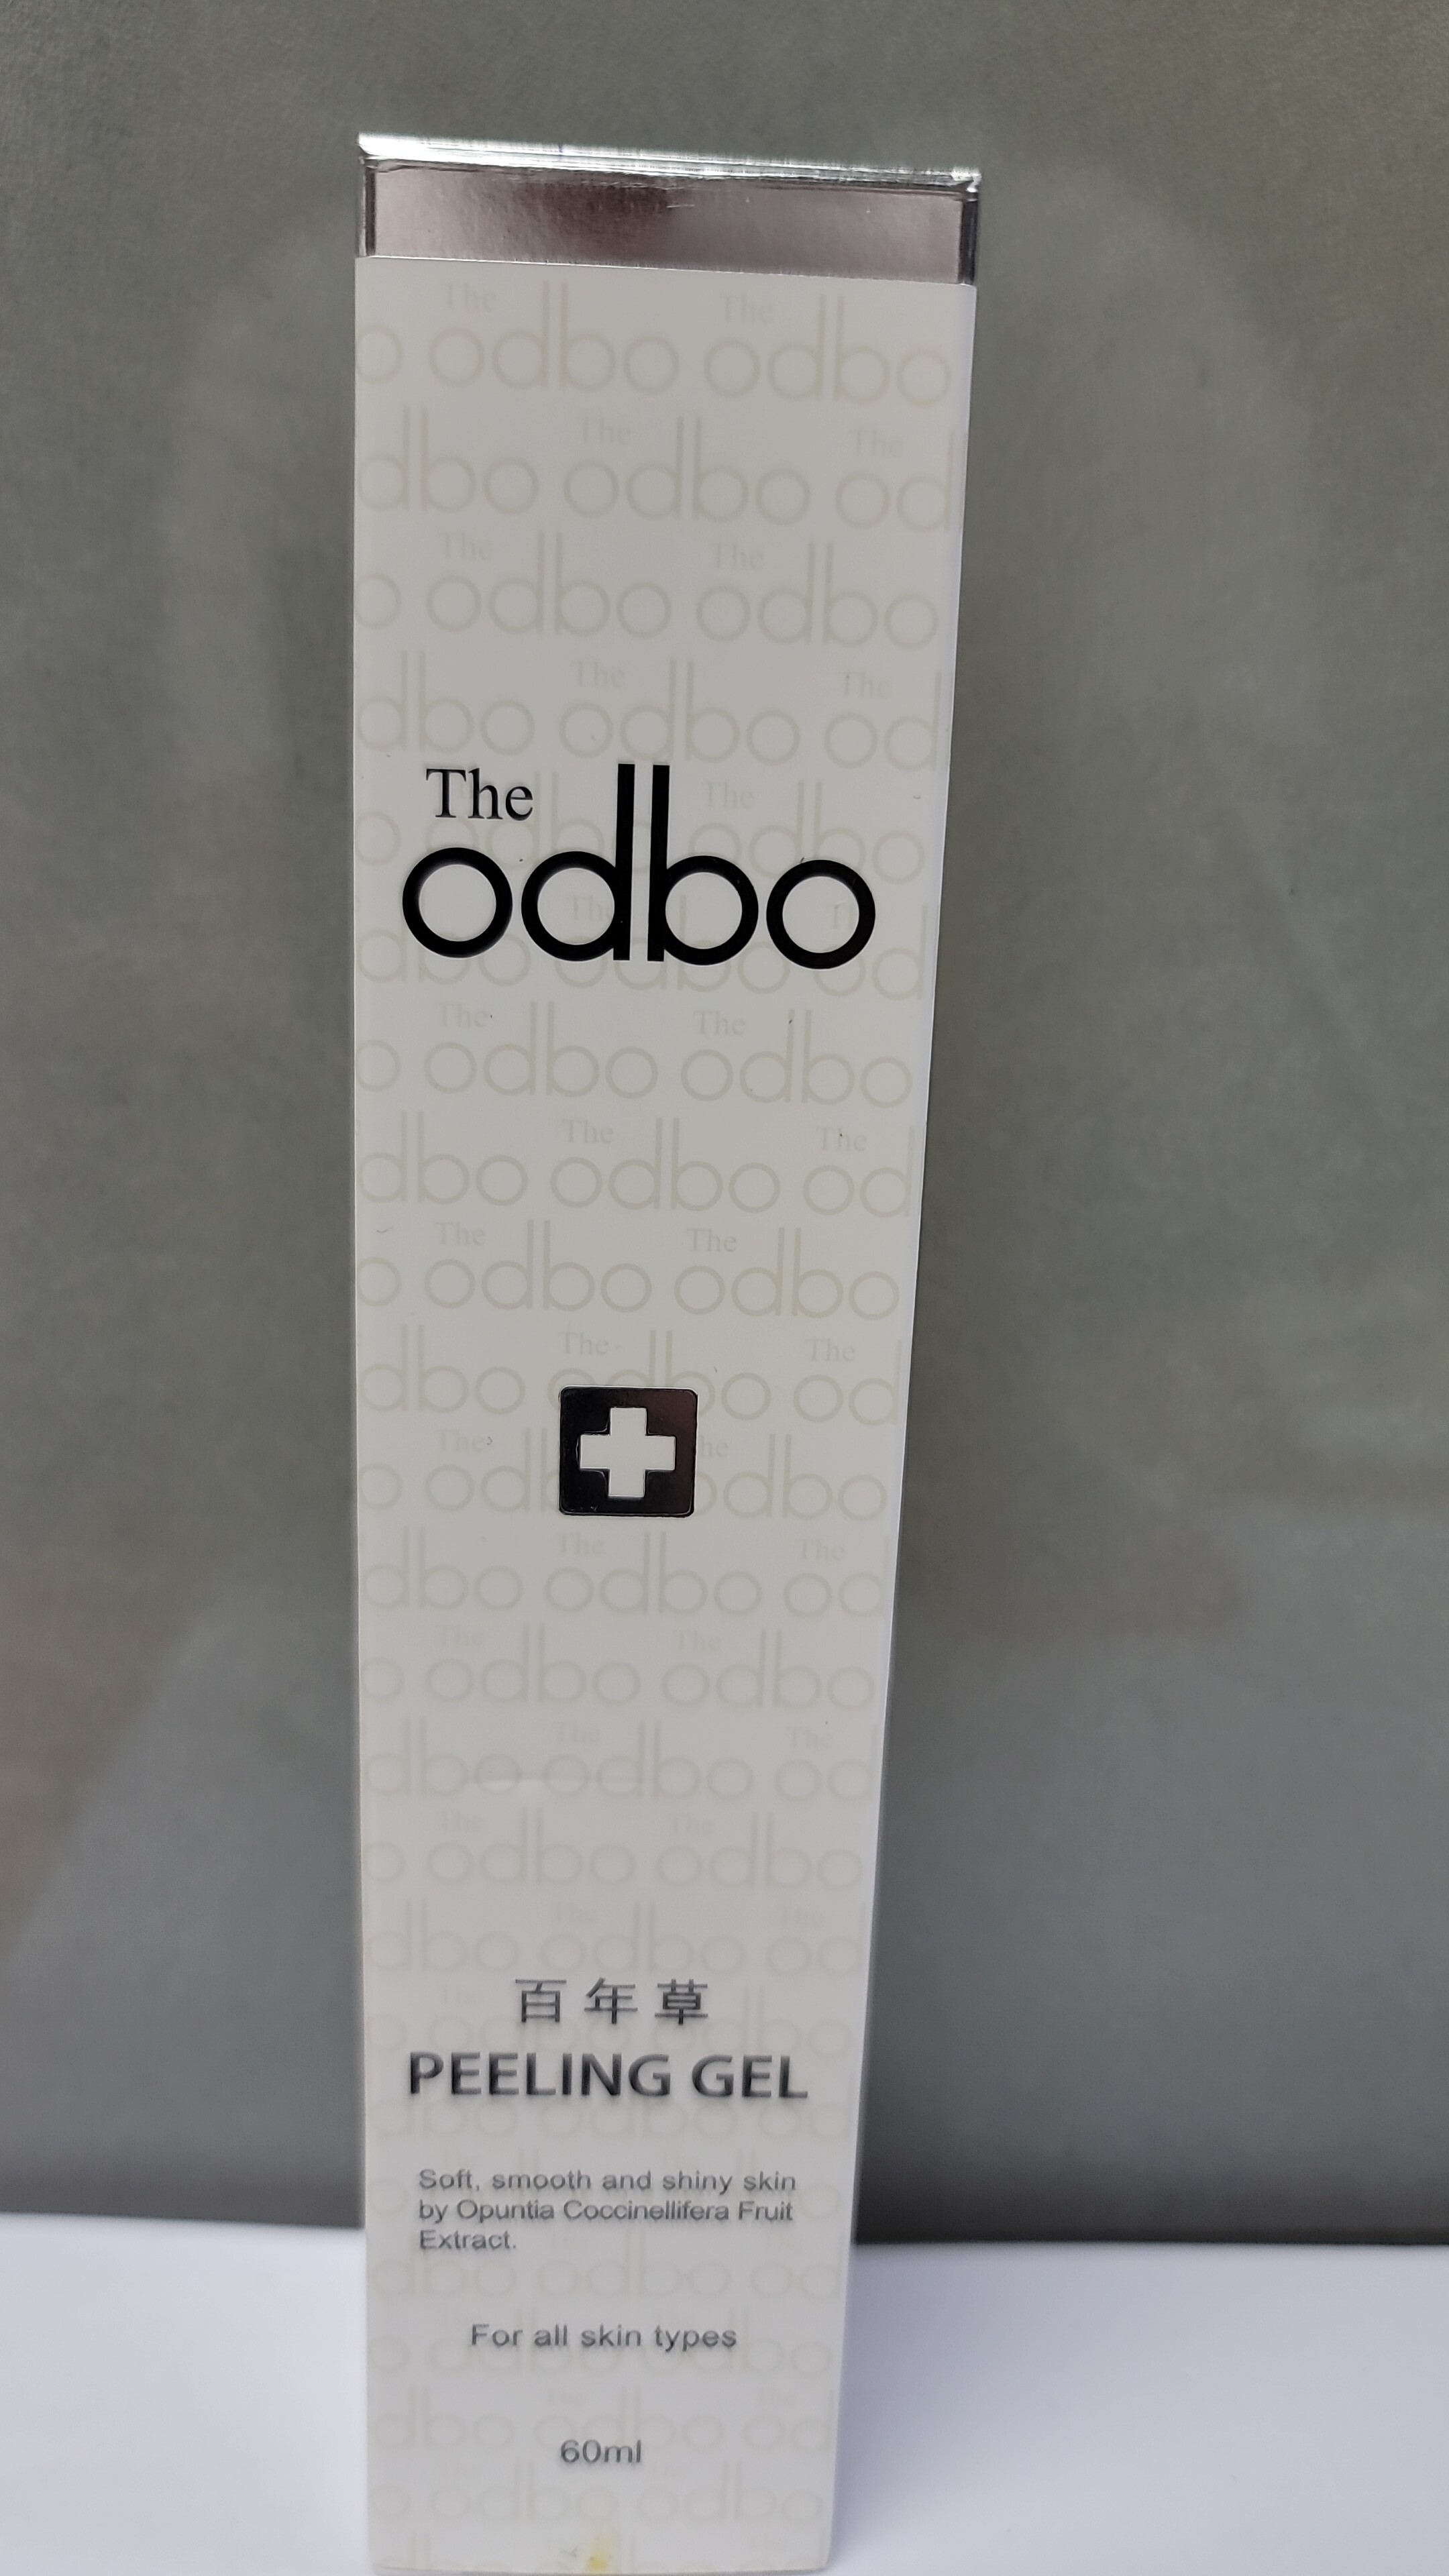 The
odbo
百年草
PEELING GEL
Soft, smooth and shiny skin
by Opuntia Coccinellifera Fruit
Extract.
For all skin types
60ml